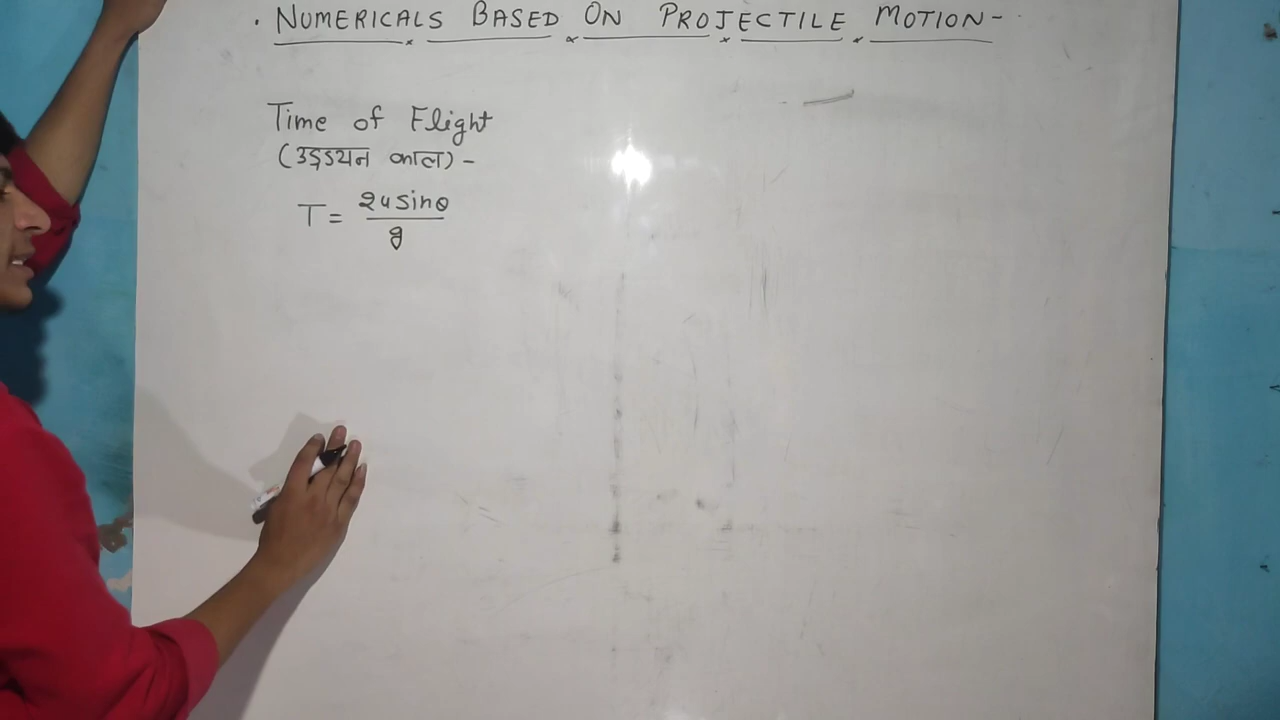 . NUMERICALS BASED ON PROJECTILE MOTION-
Time of Flight
(उड्डयन काल) -
T = 2u sinθ / g